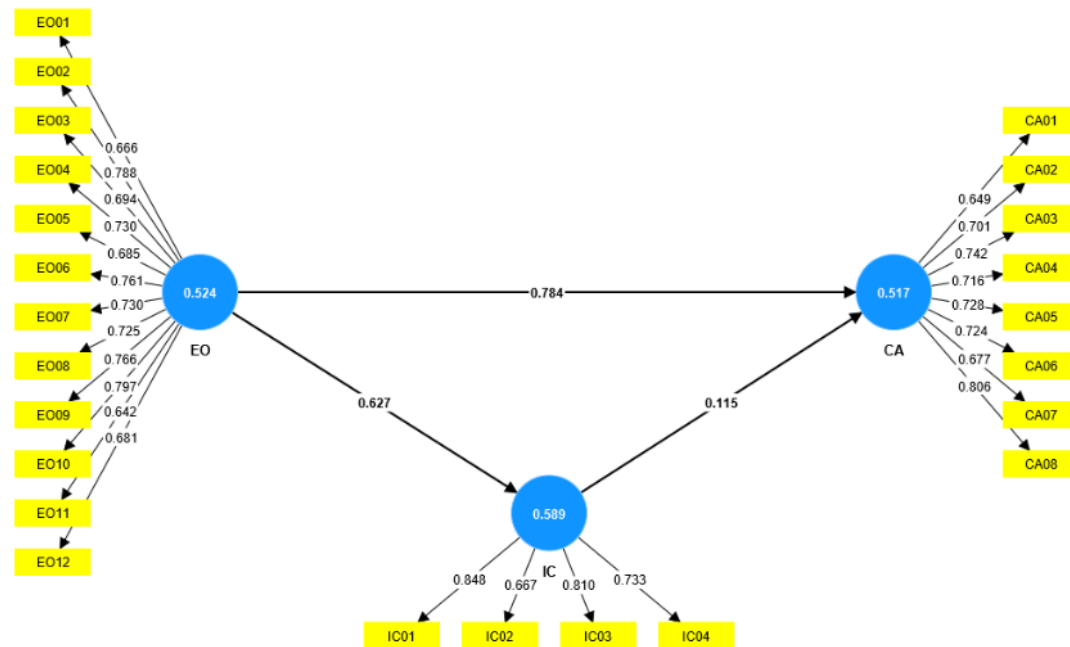 EO01
EO02
EO03
EO04
EO05
EO06
EO07
EO08
EO09
EO10
EO11
EO12
0.666
0.788
0.694
0.730
0.685
0.761
0.730
0.725
0.766
0.797
0.642
0.681
0.524
EO
0.784
0.627
0.115
0.589
IC
0.848
0.667
0.810
0.733
IC01
IC02
IC03
IC04
0.517
CA
0.649
0.701
0.742
0.716
0.728
0.724
0.677
0.806
CA01
CA02
CA03
CA04
CA05
CA06
CA07
CA08